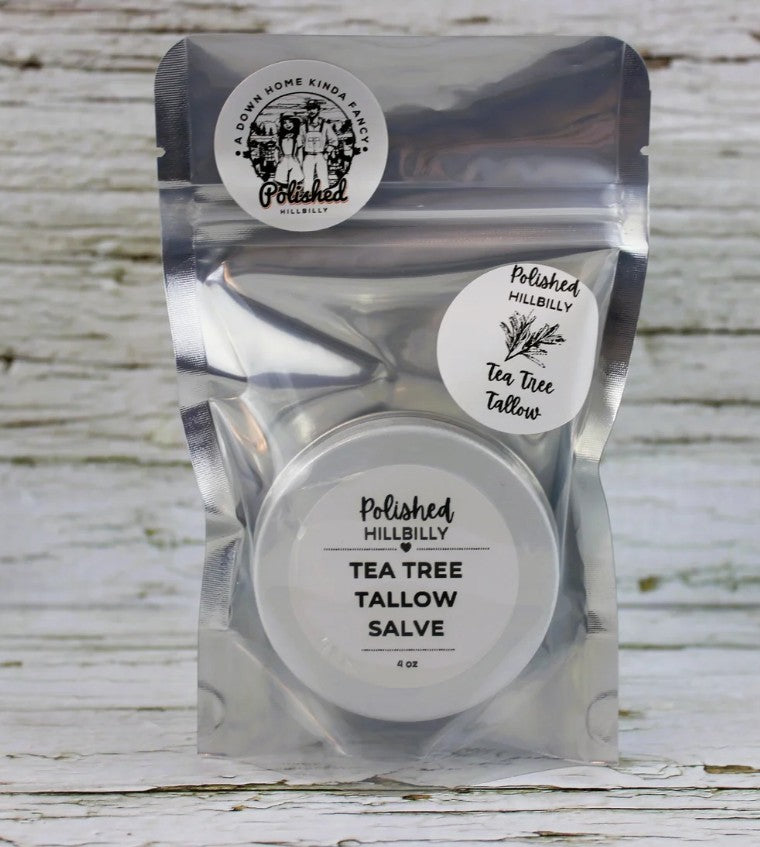 A DOWN HOME KINDA FANCY
Polished
HILLBILLY
Polished
HILLBILLY
Tea Tree
Tallow
Polished
HILLBILLY
TEA TREE
TALLOW
SALVE
4 oz